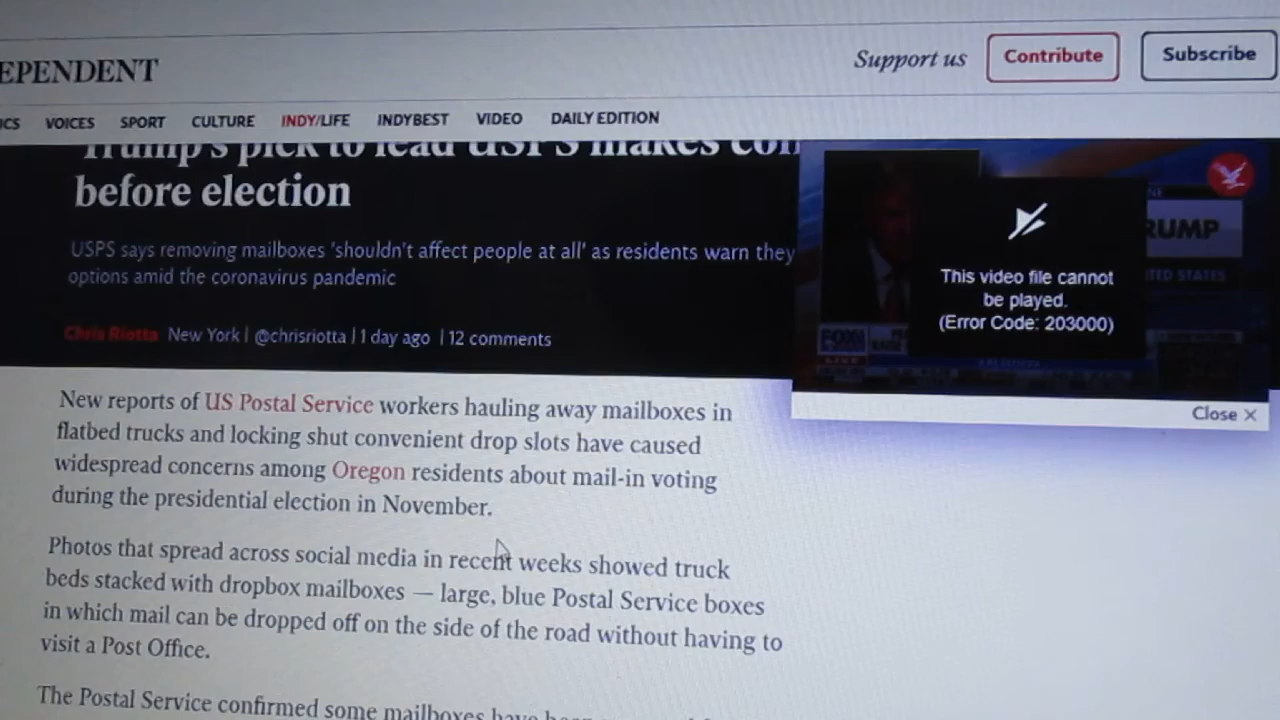 EPENDENT
Support us
Contribute
Subscribe
ICS VOICES SPORT CULTURE INDY/LIFE INDYBEST VIDEO DAILY EDITION
Trump's pick to lead USPS makes
before election
USPS says removing mailboxes 'shouldn't affect people at all' as residents warn they
options amid the coronavirus pandemic
Chris Riotta New York | @chrisriotta | 1 day ago | 12 comments
RUMP
ITED STATES
This video file cannot
be played.
(Error Code: 203000)
FOX
LIVE
Close ×
New reports of US Postal Service workers hauling away mailboxes in
flatbed trucks and locking shut convenient drop slots have caused
widespread concerns among Oregon residents about mail-in voting
during the presidential election in November.
Photos that spread across social media in recent weeks showed truck
beds stacked with dropbox mailboxes — large, blue Postal Service boxes
in which mail can be dropped off on the side of the road without having to
visit a Post Office.
The Postal Service confirmed some mailboxes have